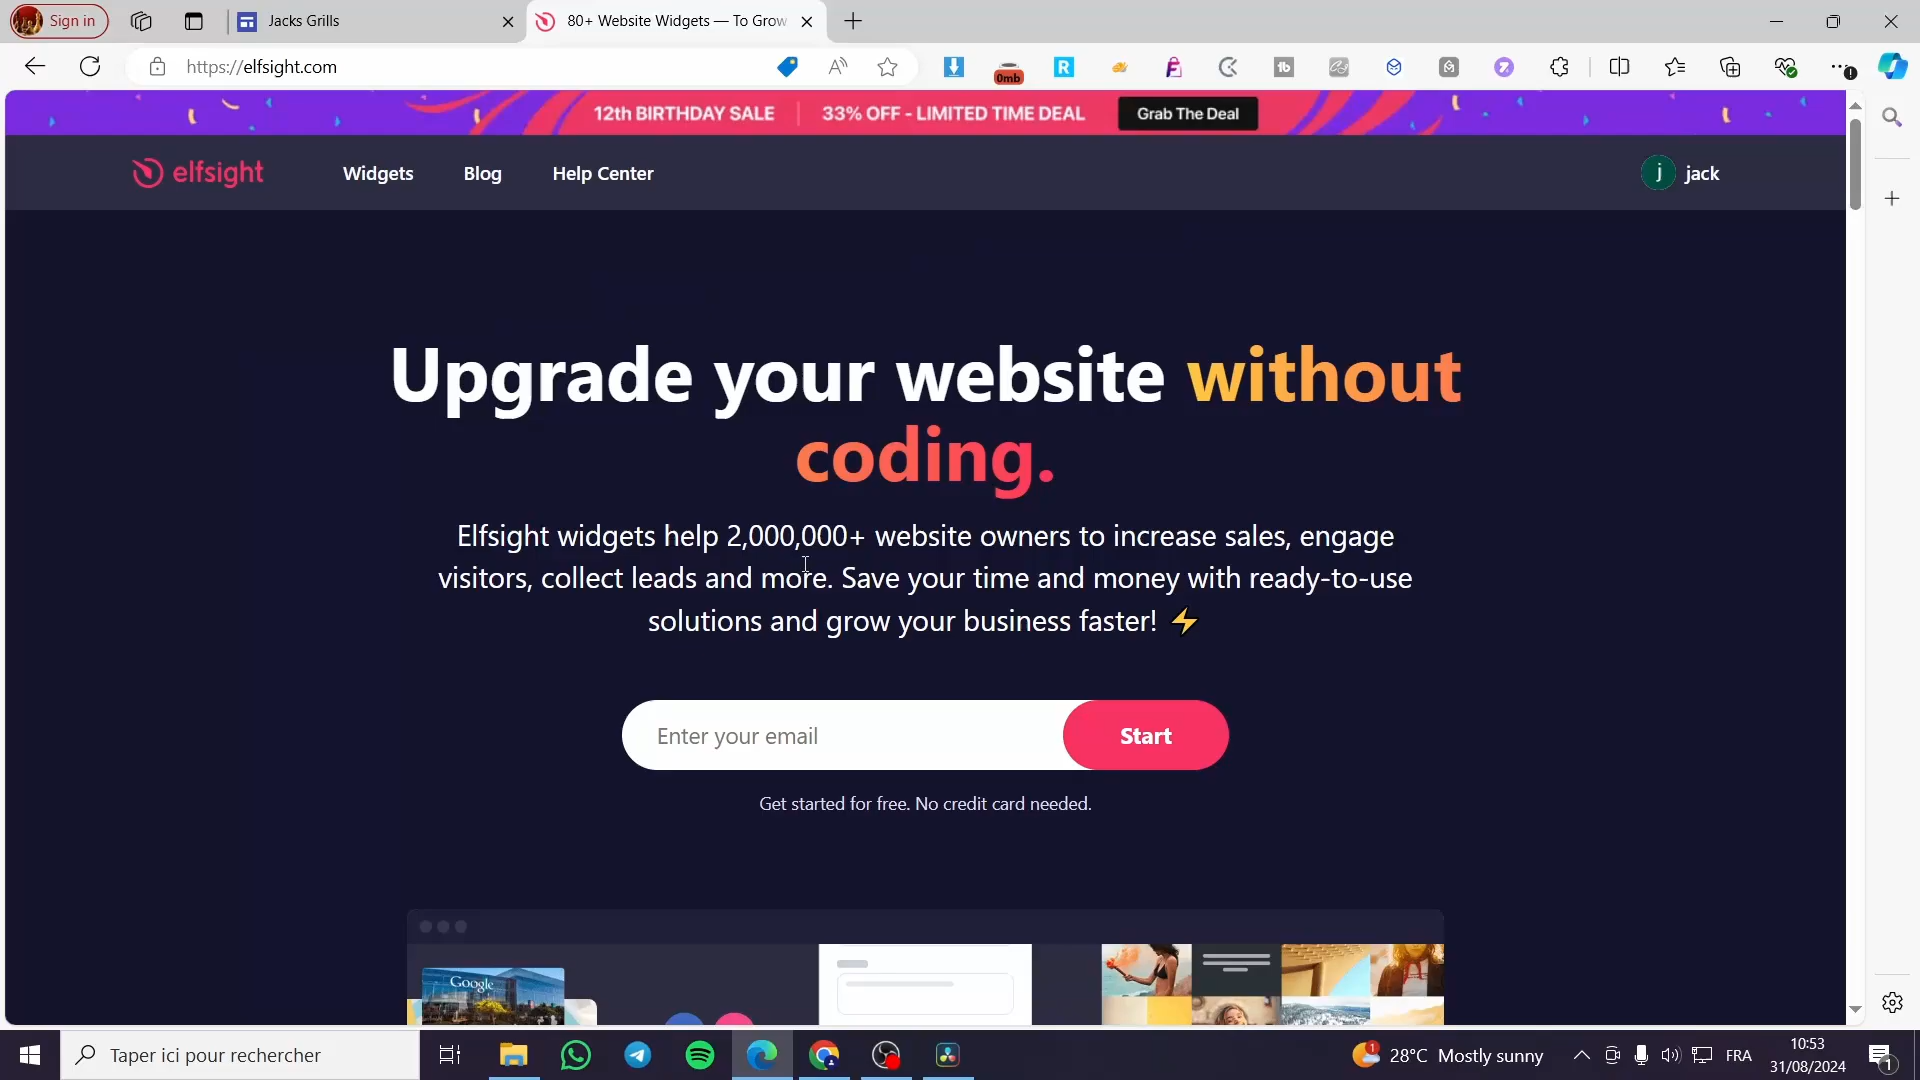 Sign in
Jacks Grills
80+ Website Widgets — To Grow
https://elfsight.com
0mb
12th BIRTHDAY SALE
33% OFF - LIMITED TIME DEAL
Grab The Deal
elfsight
Widgets
Blog
Help Center
j
jack
Upgrade your website without
coding.
Elfsight widgets help 2,000,000+ website owners to increase sales, engage
visitors, collect leads and more. Save your time and money with ready-to-use
solutions and grow your business faster! ⚡
Enter your email
Start
Get started for free. No credit card needed.
Google
Taper ici pour rechercher
1
28°C Mostly sunny
FRA
10:53
31/08/2024
1